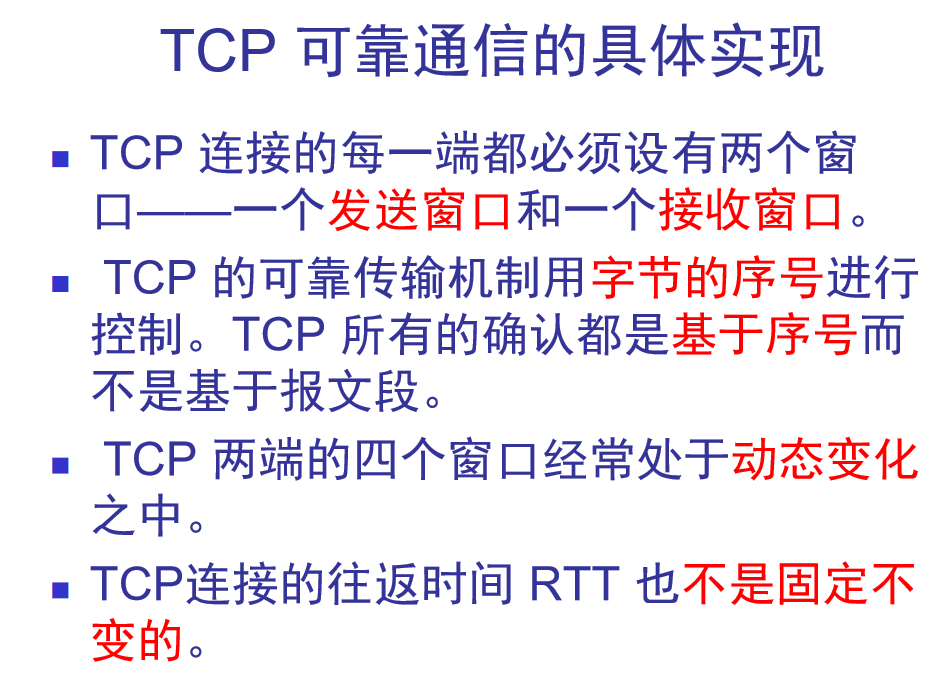 TCP 可靠通信的具体实现
■ TCP 连接的每一端都必须设有两个窗
口——一个发送窗口和一个接收窗口。
■ TCP 的可靠传输机制用字节的序号进行
控制。TCP 所有的确认都是基于序号而
不是基于报文段。
■ TCP 两端的四个窗口经常处于动态变化
之中。
■ TCP连接的往返时间 RTT 也不是固定不
变的。